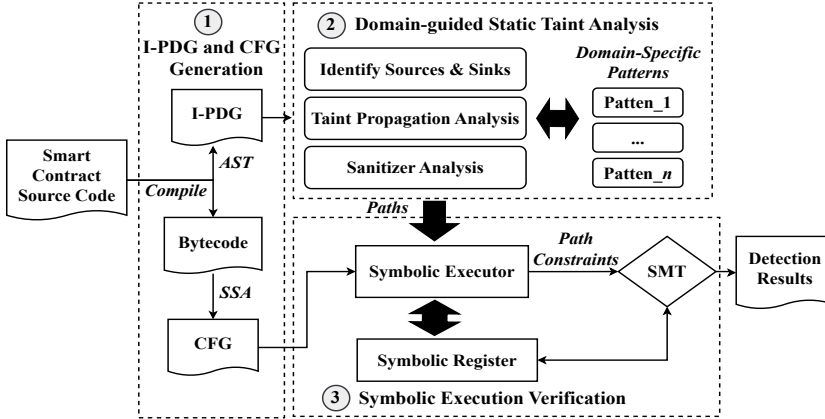 1
I-PDG and CFG
Generation
I-PDG
Smart
Contract
Source Code
Compile
AST
Bytecode
SSA
CFG
2 Domain-guided Static Taint Analysis
Identify Sources & Sinks
Taint Propagation Analysis
Sanitizer Analysis
Domain-Specific
Patterns
Patten_1
...
Patten_n
Paths
Symbolic Executor
Path
Constraints
SMT
Detection
Results
Symbolic Register
3 Symbolic Execution Verification